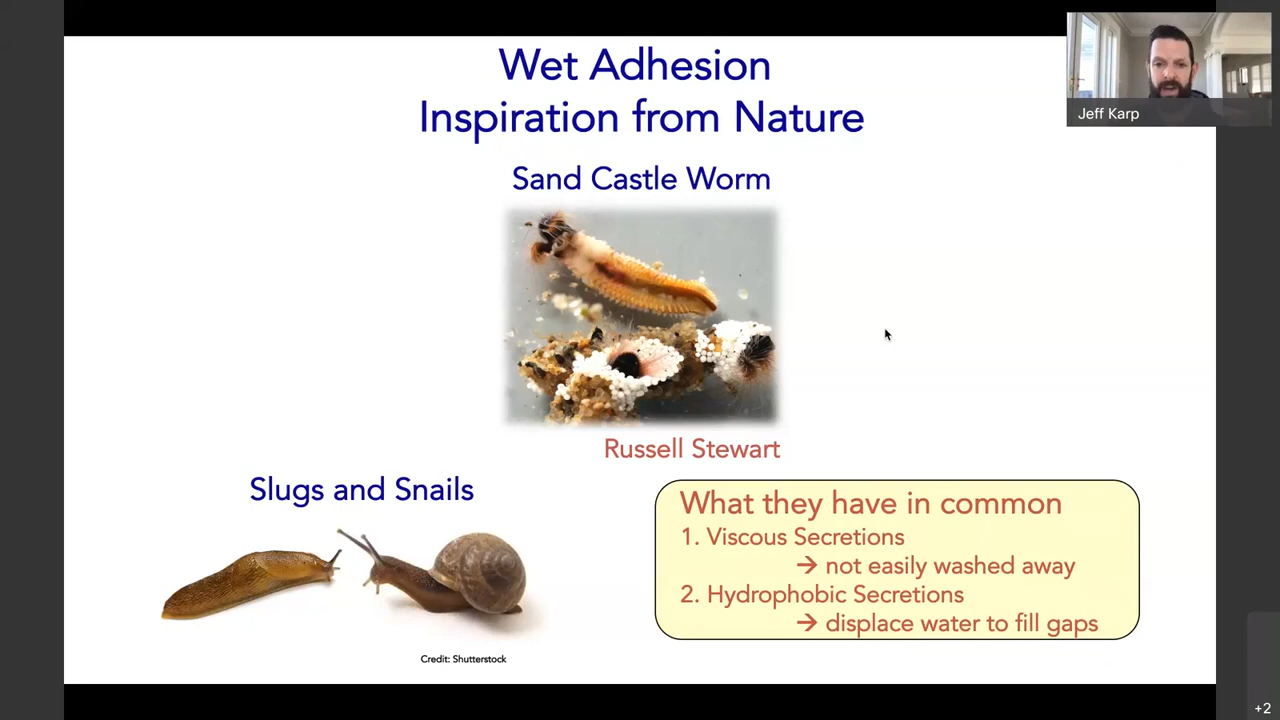 Wet Adhesion
Inspiration from Nature
Jeff Karp
Sand Castle Worm
Russell Stewart
Slugs and Snails
What they have in common
1. Viscous Secretions
→ not easily washed away
2. Hydrophobic Secretions
→ displace water to fill gaps
Credit: Shutterstock
+2